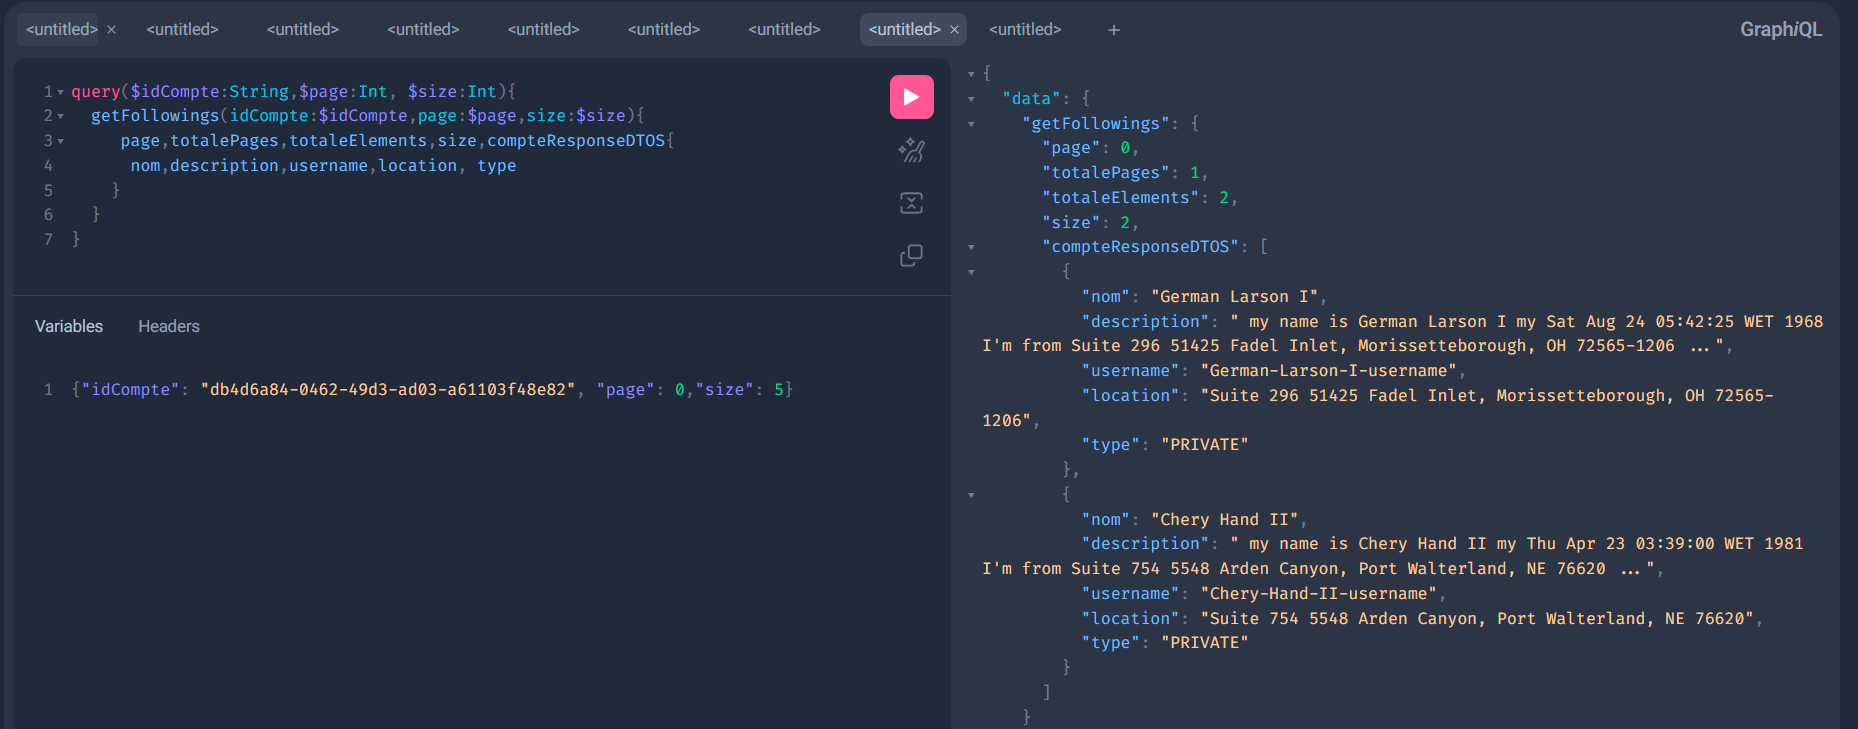 <untitled> × <untitled> <untitled> <untitled> <untitled> <untitled> <untitled> <untitled> × <untitled> +
GraphiQL
1 query($idCompte:String,$page:Int, $size:Int){
2   getFollowings(idCompte:$idCompte,page:$page,size:$size){
3      page,totalePages,totaleElements,size,compteResponseDTOS{
4       nom,description,username,location, type
5     }
6   }
7 }
Variables Headers
1 {"idCompte": "db4d6a84-0462-49d3-ad03-a61103f48e82", "page": 0,"size": 5}
{
  "data": {
    "getFollowings": {
      "page": 0,
      "totalePages": 1,
      "totaleElements": 2,
      "size": 2,
      "compteResponseDTOS": [
        {
          "nom": "German Larson I",
          "description": " my name is German Larson I my Sat Aug 24 05:42:25 WET 1968
I'm from Suite 296 51425 Fadel Inlet, Morissetteborough, OH 72565-1206 ...",
          "username": "German-Larson-I-username",
          "location": "Suite 296 51425 Fadel Inlet, Morissetteborough, OH 72565-
1206",
          "type": "PRIVATE"
        },
        {
          "nom": "Chery Hand II",
          "description": " my name is Chery Hand II my Thu Apr 23 03:39:00 WET 1981
I'm from Suite 754 5548 Arden Canyon, Port Walterland, NE 76620 ...",
          "username": "Chery-Hand-II-username",
          "location": "Suite 754 5548 Arden Canyon, Port Walterland, NE 76620",
          "type": "PRIVATE"
        }
      ]
    }